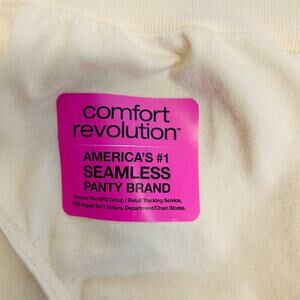 comfort
revolution™
AMERICA'S #1
SEAMLESS
PANTY BRAND
Source: The NPD Group / Retail Tracking Service,
August 2011 Dollars, Department/Chain Stores.